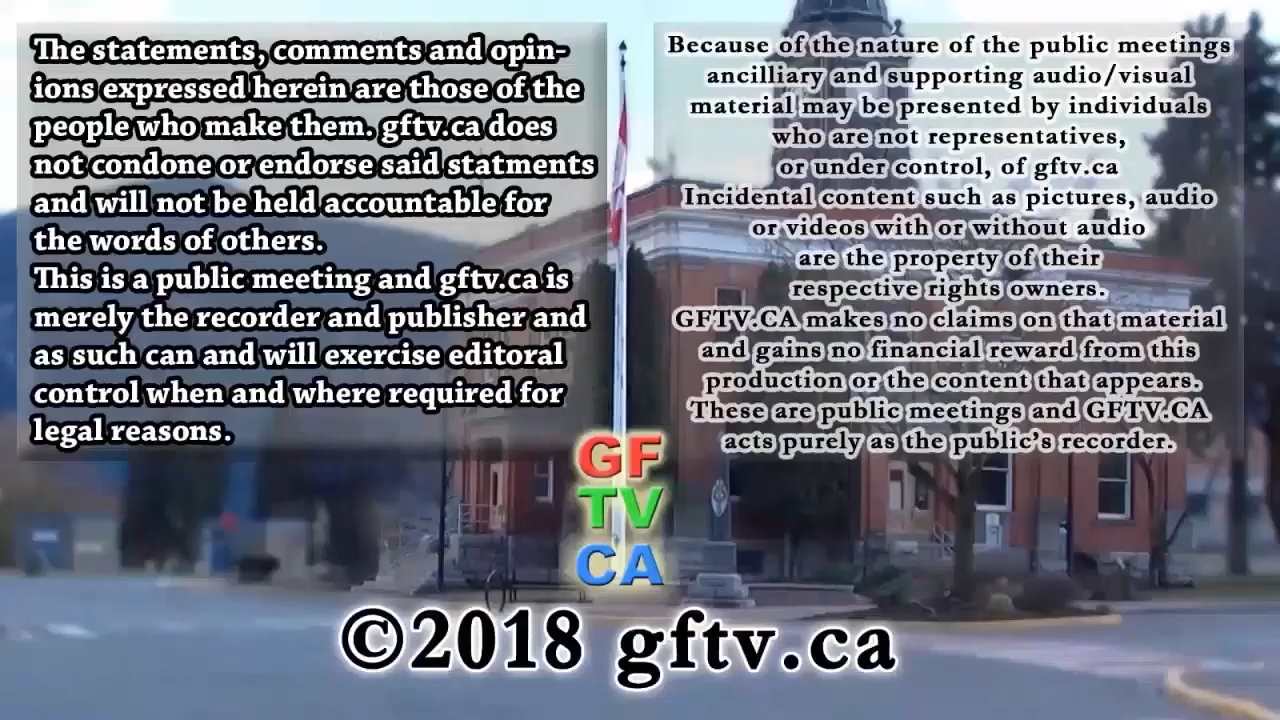 The statements, comments and opin-
ions expressed herein are those of the
people who make them. gftv.ca does
not condone or endorse said statments
and will not be held accountable for
the words of others.
This is a public meeting and gftv.ca is
merely the recorder and publisher and
as such can and will exercise editoral
control when and where required for
legal reasons.
Because of the nature of the public meetings
ancilliary and supporting audio/visual
material may be presented by individuals
who are not representatives,
or under control, of gftv.ca
Incidental content such as pictures, audio
or videos with or without audio
are the property of their
respective rights owners.
GFTV.CA makes no claims on that material
and gains no financial reward from this
production or the content that appears.
These are public meetings and GFTV.CA
acts purely as the public's recorder.
GF
TV
CA
©2018 gftv.ca